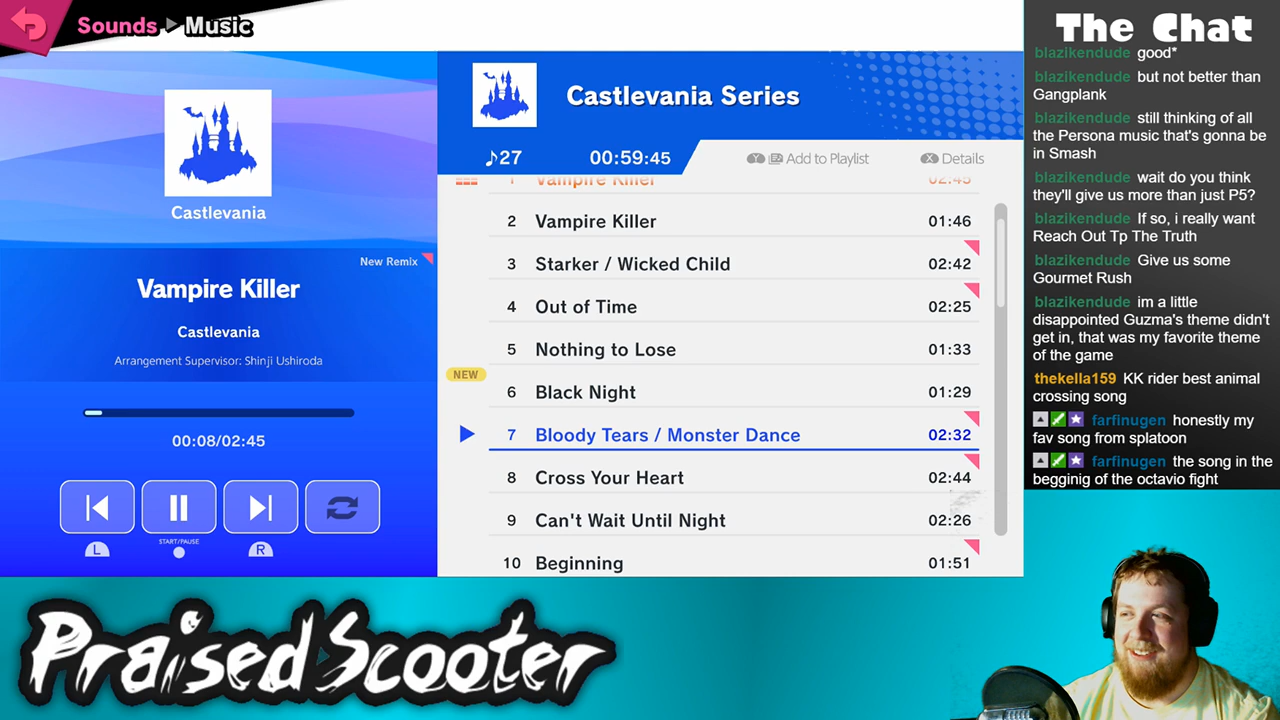 Sounds ▶ Music
Castlevania
New Remix
Vampire Killer
Castlevania
Arrangement Supervisor: Shinji Ushiroda
00:08/02:45
L
START/PAUSE
R
Castlevania Series
♪27 00:59:45
Y Add to Playlist
X Details
1 Vampire Killer 02:45
2 Vampire Killer 01:46
3 Starker / Wicked Child 02:42
4 Out of Time 02:25
5 Nothing to Lose 01:33
NEW
6 Black Night 01:29
7 Bloody Tears / Monster Dance 02:32
8 Cross Your Heart 02:44
9 Can't Wait Until Night 02:26
10 Beginning 01:51
The Chat
blazikendude good*
blazikendude but not better than
Gangplank
blazikendude still thinking of all
the Persona music that's gonna be
in Smash
blazikendude wait do you think
they'll give us more than just P5?
blazikendude If so, i really want
Reach Out Tp The Truth
blazikendude Give us some
Gourmet Rush
blazikendude im a little
disappointed Guzma's theme didn't
get in, that was my favorite theme
of the game
thekella159 KK rider best animal
crossing song
farfinugen honestly my
fav song from splatoon
farfinugen the song in the
begginig of the octavio fight
PraisedScooter